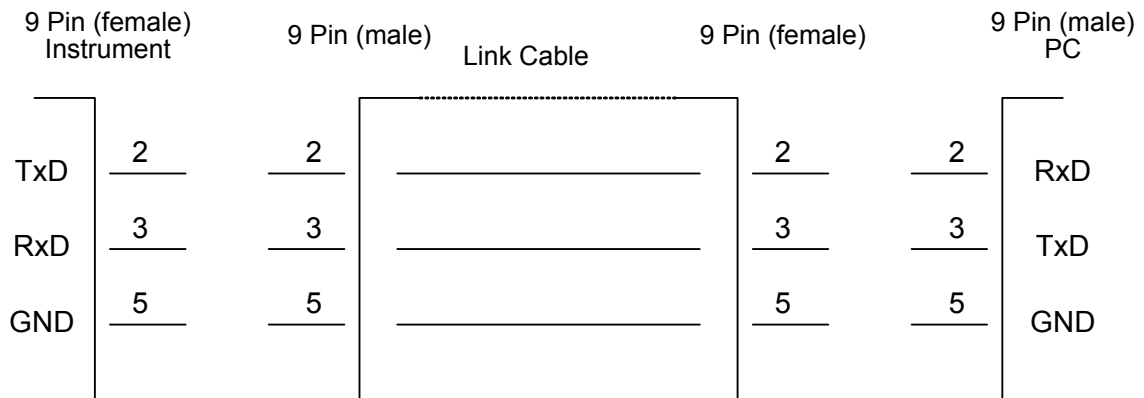 9 Pin (female)
Instrument
9 Pin (male)
Link Cable
9 Pin (female)
9 Pin (male)
PC
TxD 2 2 2 2 RxD
RxD 3 3 3 3 TxD
GND 5 5 5 5 GND